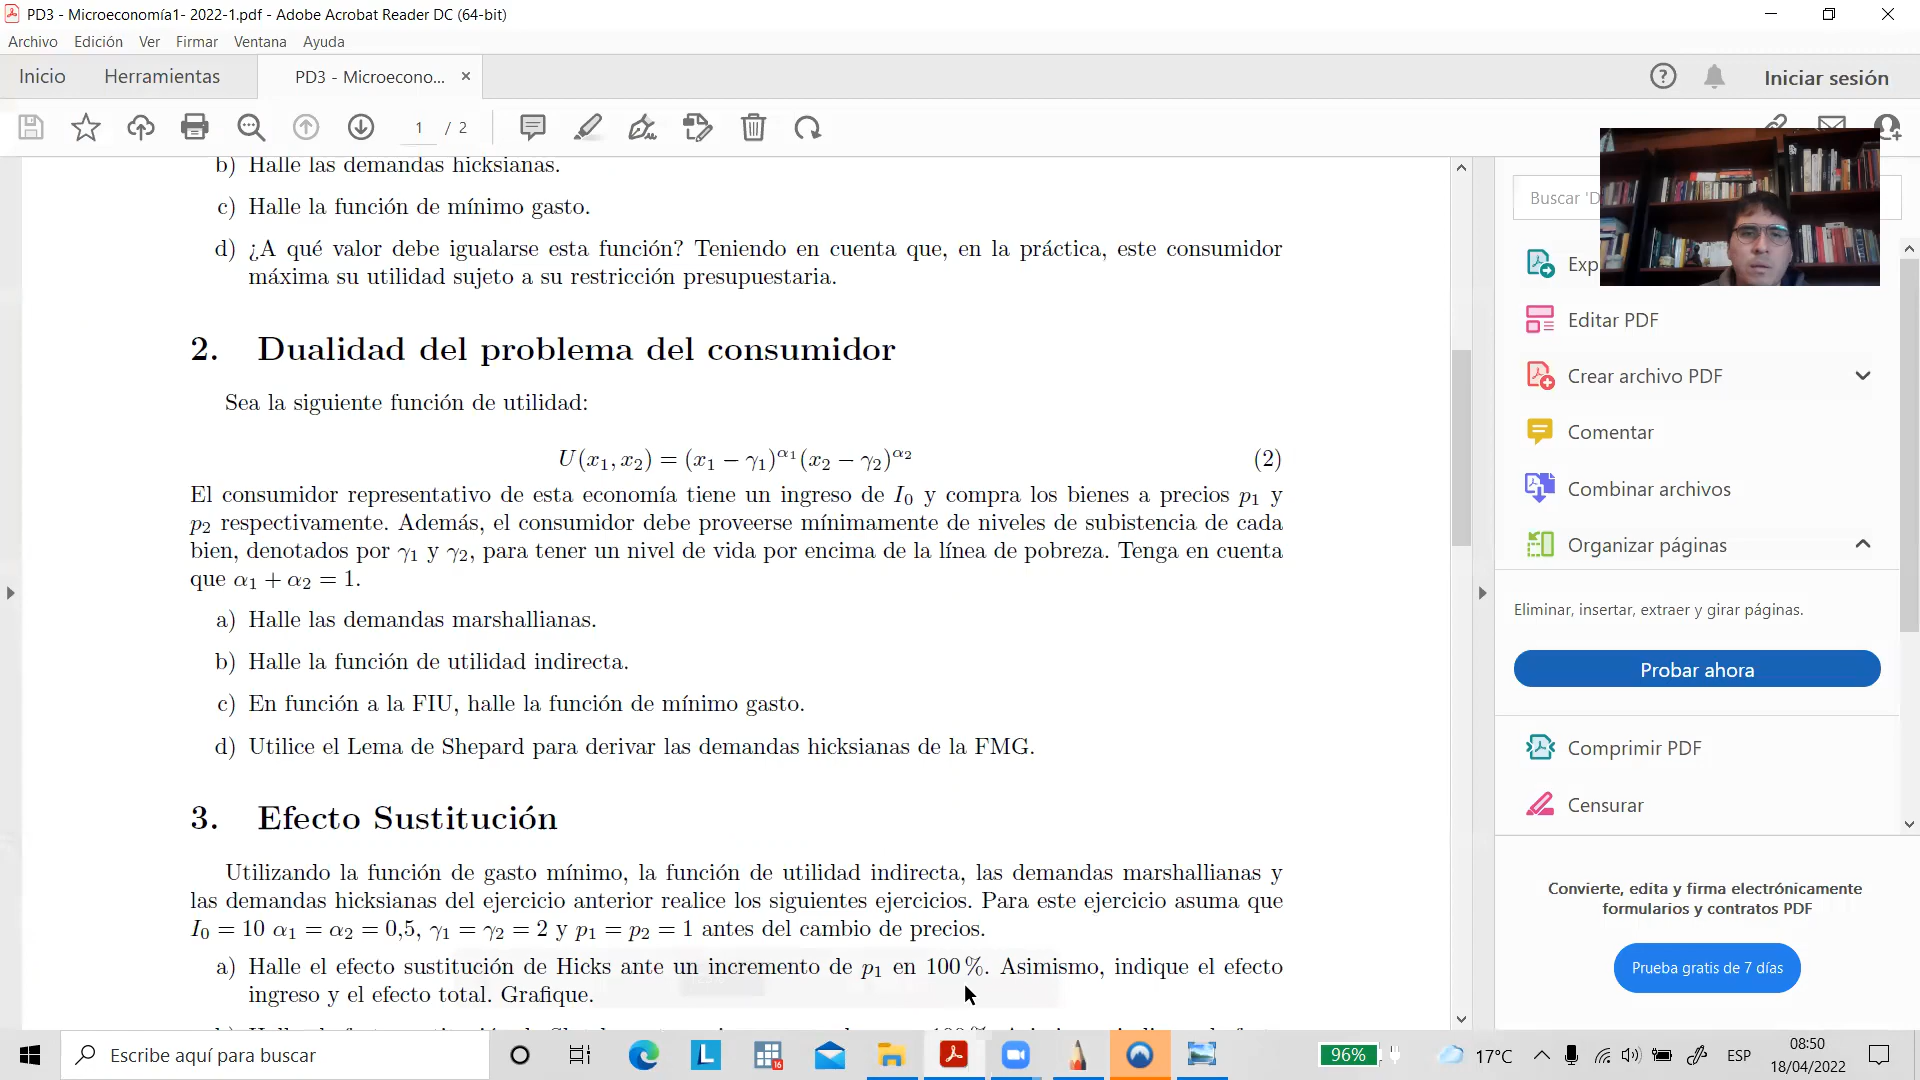 PD3 - Microeconomía1- 2022-1.pdf - Adobe Acrobat Reader DC (64-bit)
Archivo Edición Ver Firmar Ventana Ayuda
Inicio Herramientas PD3 - Microecono... × Iniciar sesión
1 / 2
b) Halle las demandas hicksianas.
c) Halle la función de mínimo gasto.
d) ¿A qué valor debe igualarse esta función? Teniendo en cuenta que, en la práctica, este consumidor
máxima su utilidad sujeto a su restricción presupuestaria.
2. Dualidad del problema del consumidor
Sea la siguiente función de utilidad:
U(x₁, x₂) = (x₁ − γ₁)^α₁ (x₂ − γ₂)^α₂ (2)
El consumidor representativo de esta economía tiene un ingreso de I₀ y compra los bienes a precios p₁ y
p₂ respectivamente. Además, el consumidor debe proveerse mínimamente de niveles de subsistencia de cada
bien, denotados por γ₁ y γ₂, para tener un nivel de vida por encima de la línea de pobreza. Tenga en cuenta
que α₁ + α₂ = 1.
a) Halle las demandas marshallianas.
b) Halle la función de utilidad indirecta.
c) En función a la FIU, halle la función de mínimo gasto.
d) Utilice el Lema de Shepard para derivar las demandas hicksianas de la FMG.
3. Efecto Sustitución
Utilizando la función de gasto mínimo, la función de utilidad indirecta, las demandas marshallianas y
las demandas hicksianas del ejercicio anterior realice los siguientes ejercicios. Para este ejercicio asuma que
I₀ = 10 α₁ = α₂ = 0,5, γ₁ = γ₂ = 2 y p₁ = p₂ = 1 antes del cambio de precios.
a) Halle el efecto sustitución de Hicks ante un incremento de p₁ en 100 %. Asimismo, indique el efecto
ingreso y el efecto total. Grafique.
Buscar 'D
Exp
Editar PDF
Crear archivo PDF
Comentar
Combinar archivos
Organizar páginas
Eliminar, insertar, extraer y girar páginas.
Probar ahora
Comprimir PDF
Censurar
Convierte, edita y firma electrónicamente
formularios y contratos PDF
Prueba gratis de 7 días
Escribe aquí para buscar
L
16
96%
17°C
ESP
08:50
18/04/2022